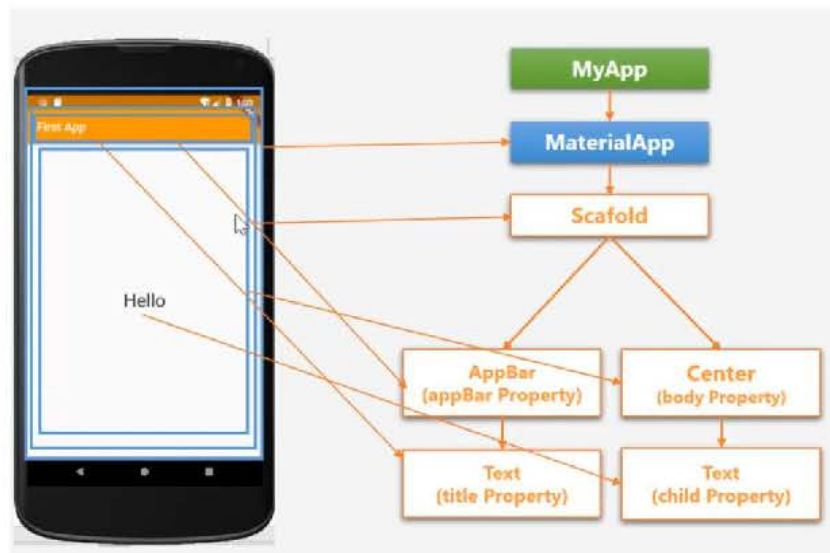 First App
Hello
MyApp
MaterialApp
Scafold
AppBar
(appBar Property)
Center
(body Property)
Text
(title Property)
Text
(child Property)